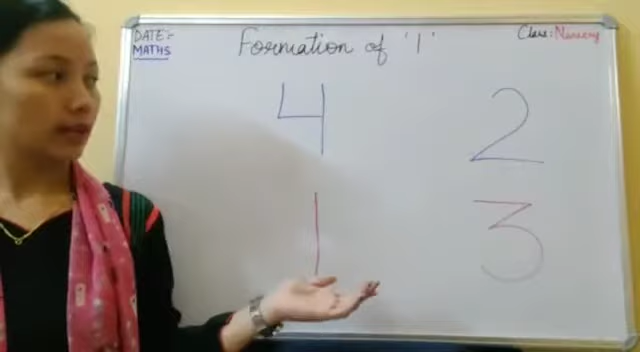 DATE:-
MATHS
Formation of '1'
Class: Nursery
4 2
1 3